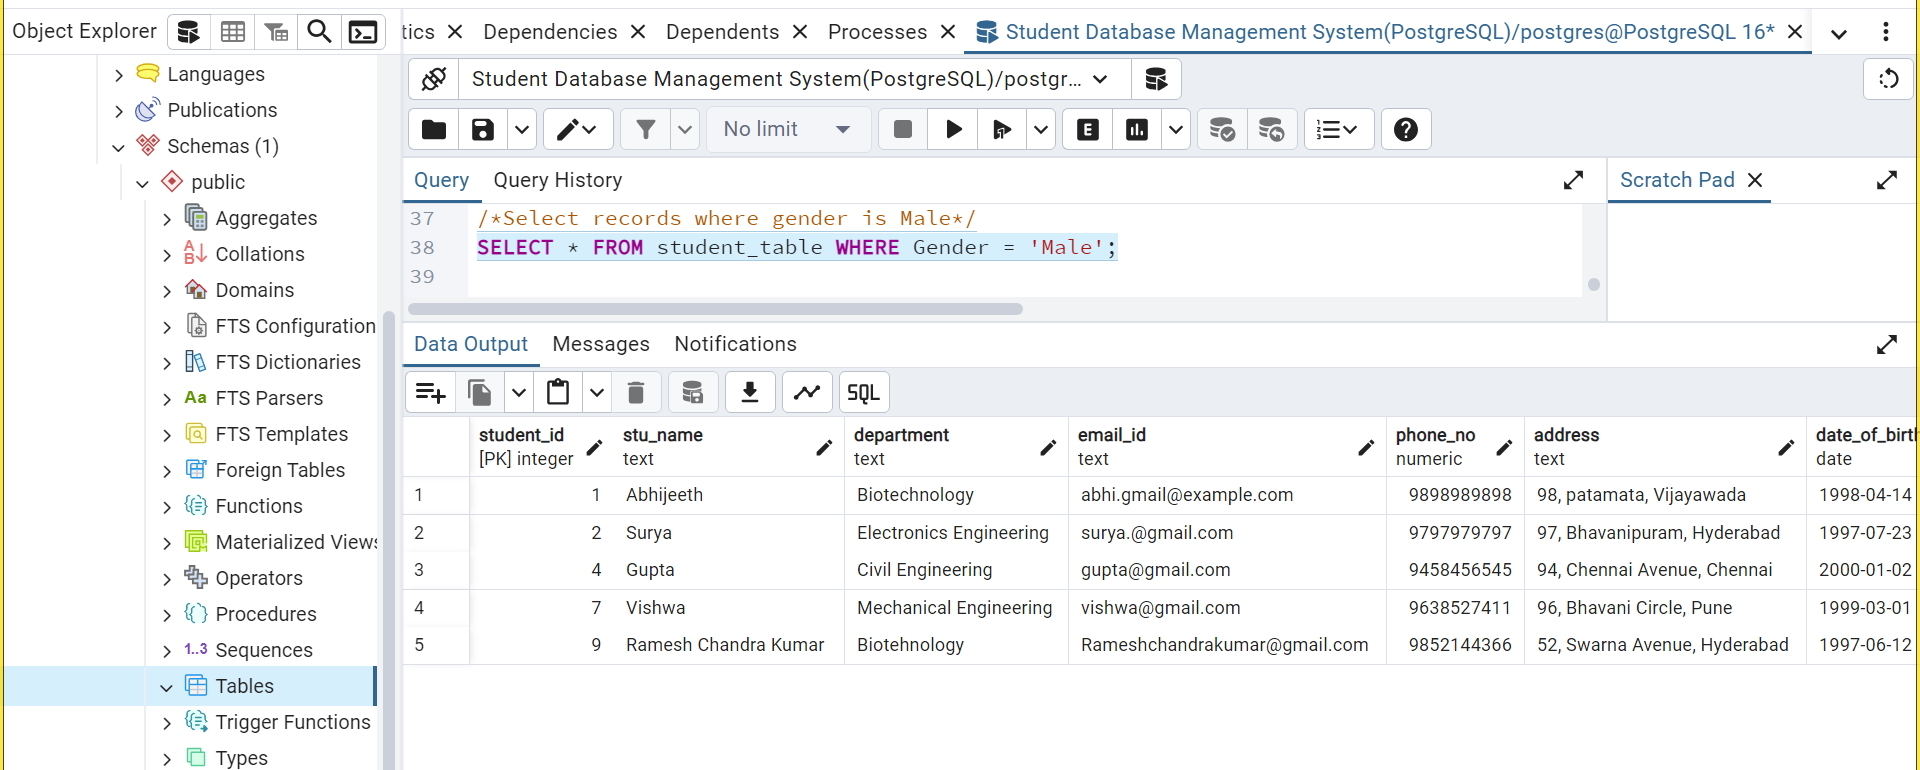 Object Explorer
tics
Dependencies
Dependents
Processes
Student Database Management System(PostgreSQL)/postgres@PostgreSQL 16*
Languages
Publications
Schemas (1)
public
Aggregates
Collations
Domains
FTS Configuration
FTS Dictionaries
Aa FTS Parsers
FTS Templates
Foreign Tables
Functions
Materialized Views
Operators
Procedures
1..3 Sequences
Tables
Trigger Functions
Types
Student Database Management System(PostgreSQL)/postgr...
No limit
E
Query
Query History
Scratch Pad
37 /*Select records where gender is Male*/
38 SELECT * FROM student_table WHERE Gender = 'Male';
39
Data Output
Messages
Notifications
SQL
student_id stu_name department email_id phone_no address date_of_birth
[PK] integer text text text numeric text date
1 1 Abhijeeth Biotechnology abhi.gmail@example.com 9898989898 98, patamata, Vijayawada 1998-04-14
2 2 Surya Electronics Engineering surya.@gmail.com 9797979797 97, Bhavanipuram, Hyderabad 1997-07-23
3 4 Gupta Civil Engineering gupta@gmail.com 9458456545 94, Chennai Avenue, Chennai 2000-01-02
4 7 Vishwa Mechanical Engineering vishwa@gmail.com 9638527411 96, Bhavani Circle, Pune 1999-03-01
5 9 Ramesh Chandra Kumar Biotehnology Rameshchandrakumar@gmail.com 9852144366 52, Swarna Avenue, Hyderabad 1997-06-12